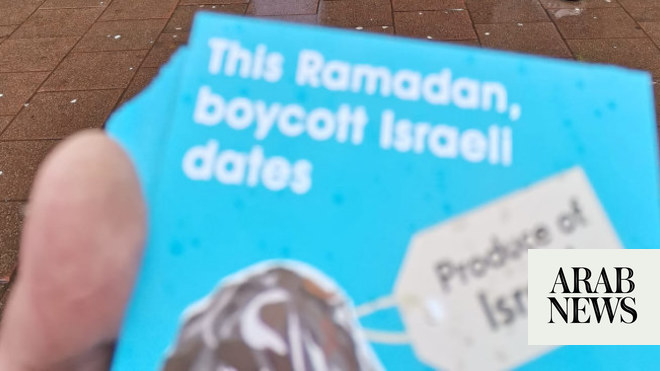 This Ramadan,
boycott Israeli
dates
Produce of
ARAB
NEWS